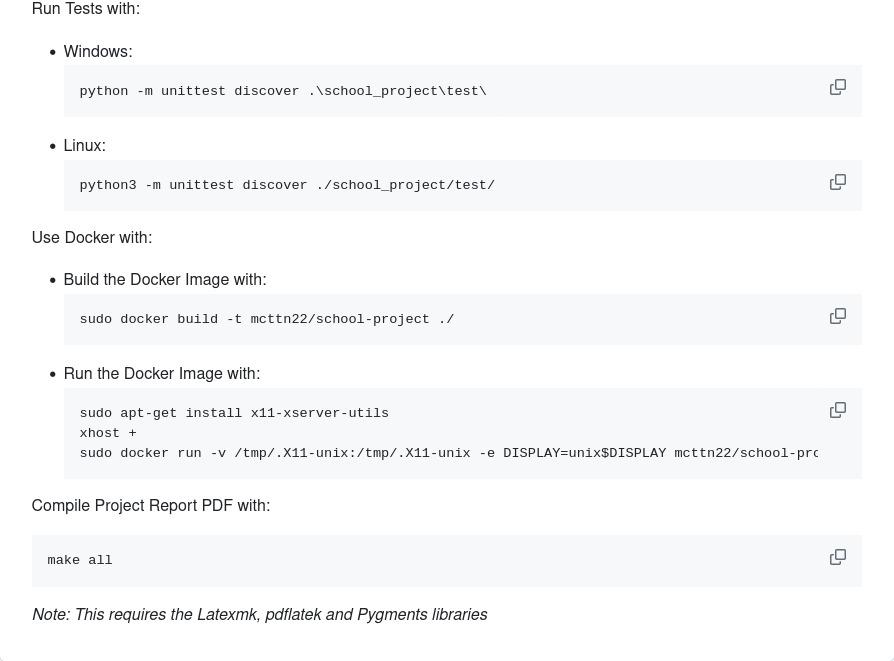 Run Tests with:
• Windows:
python -m unittest discover .\school_project\test\
• Linux:
python3 -m unittest discover ./school_project/test/
Use Docker with:
• Build the Docker Image with:
sudo docker build -t mcttn22/school-project ./
• Run the Docker Image with:
sudo apt-get install x11-xserver-utils
xhost +
sudo docker run -v /tmp/.X11-unix:/tmp/.X11-unix -e DISPLAY=unix$DISPLAY mcttn22/school-pro
Compile Project Report PDF with:
make all
Note: This requires the Latexmk, pdflatek and Pygments libraries